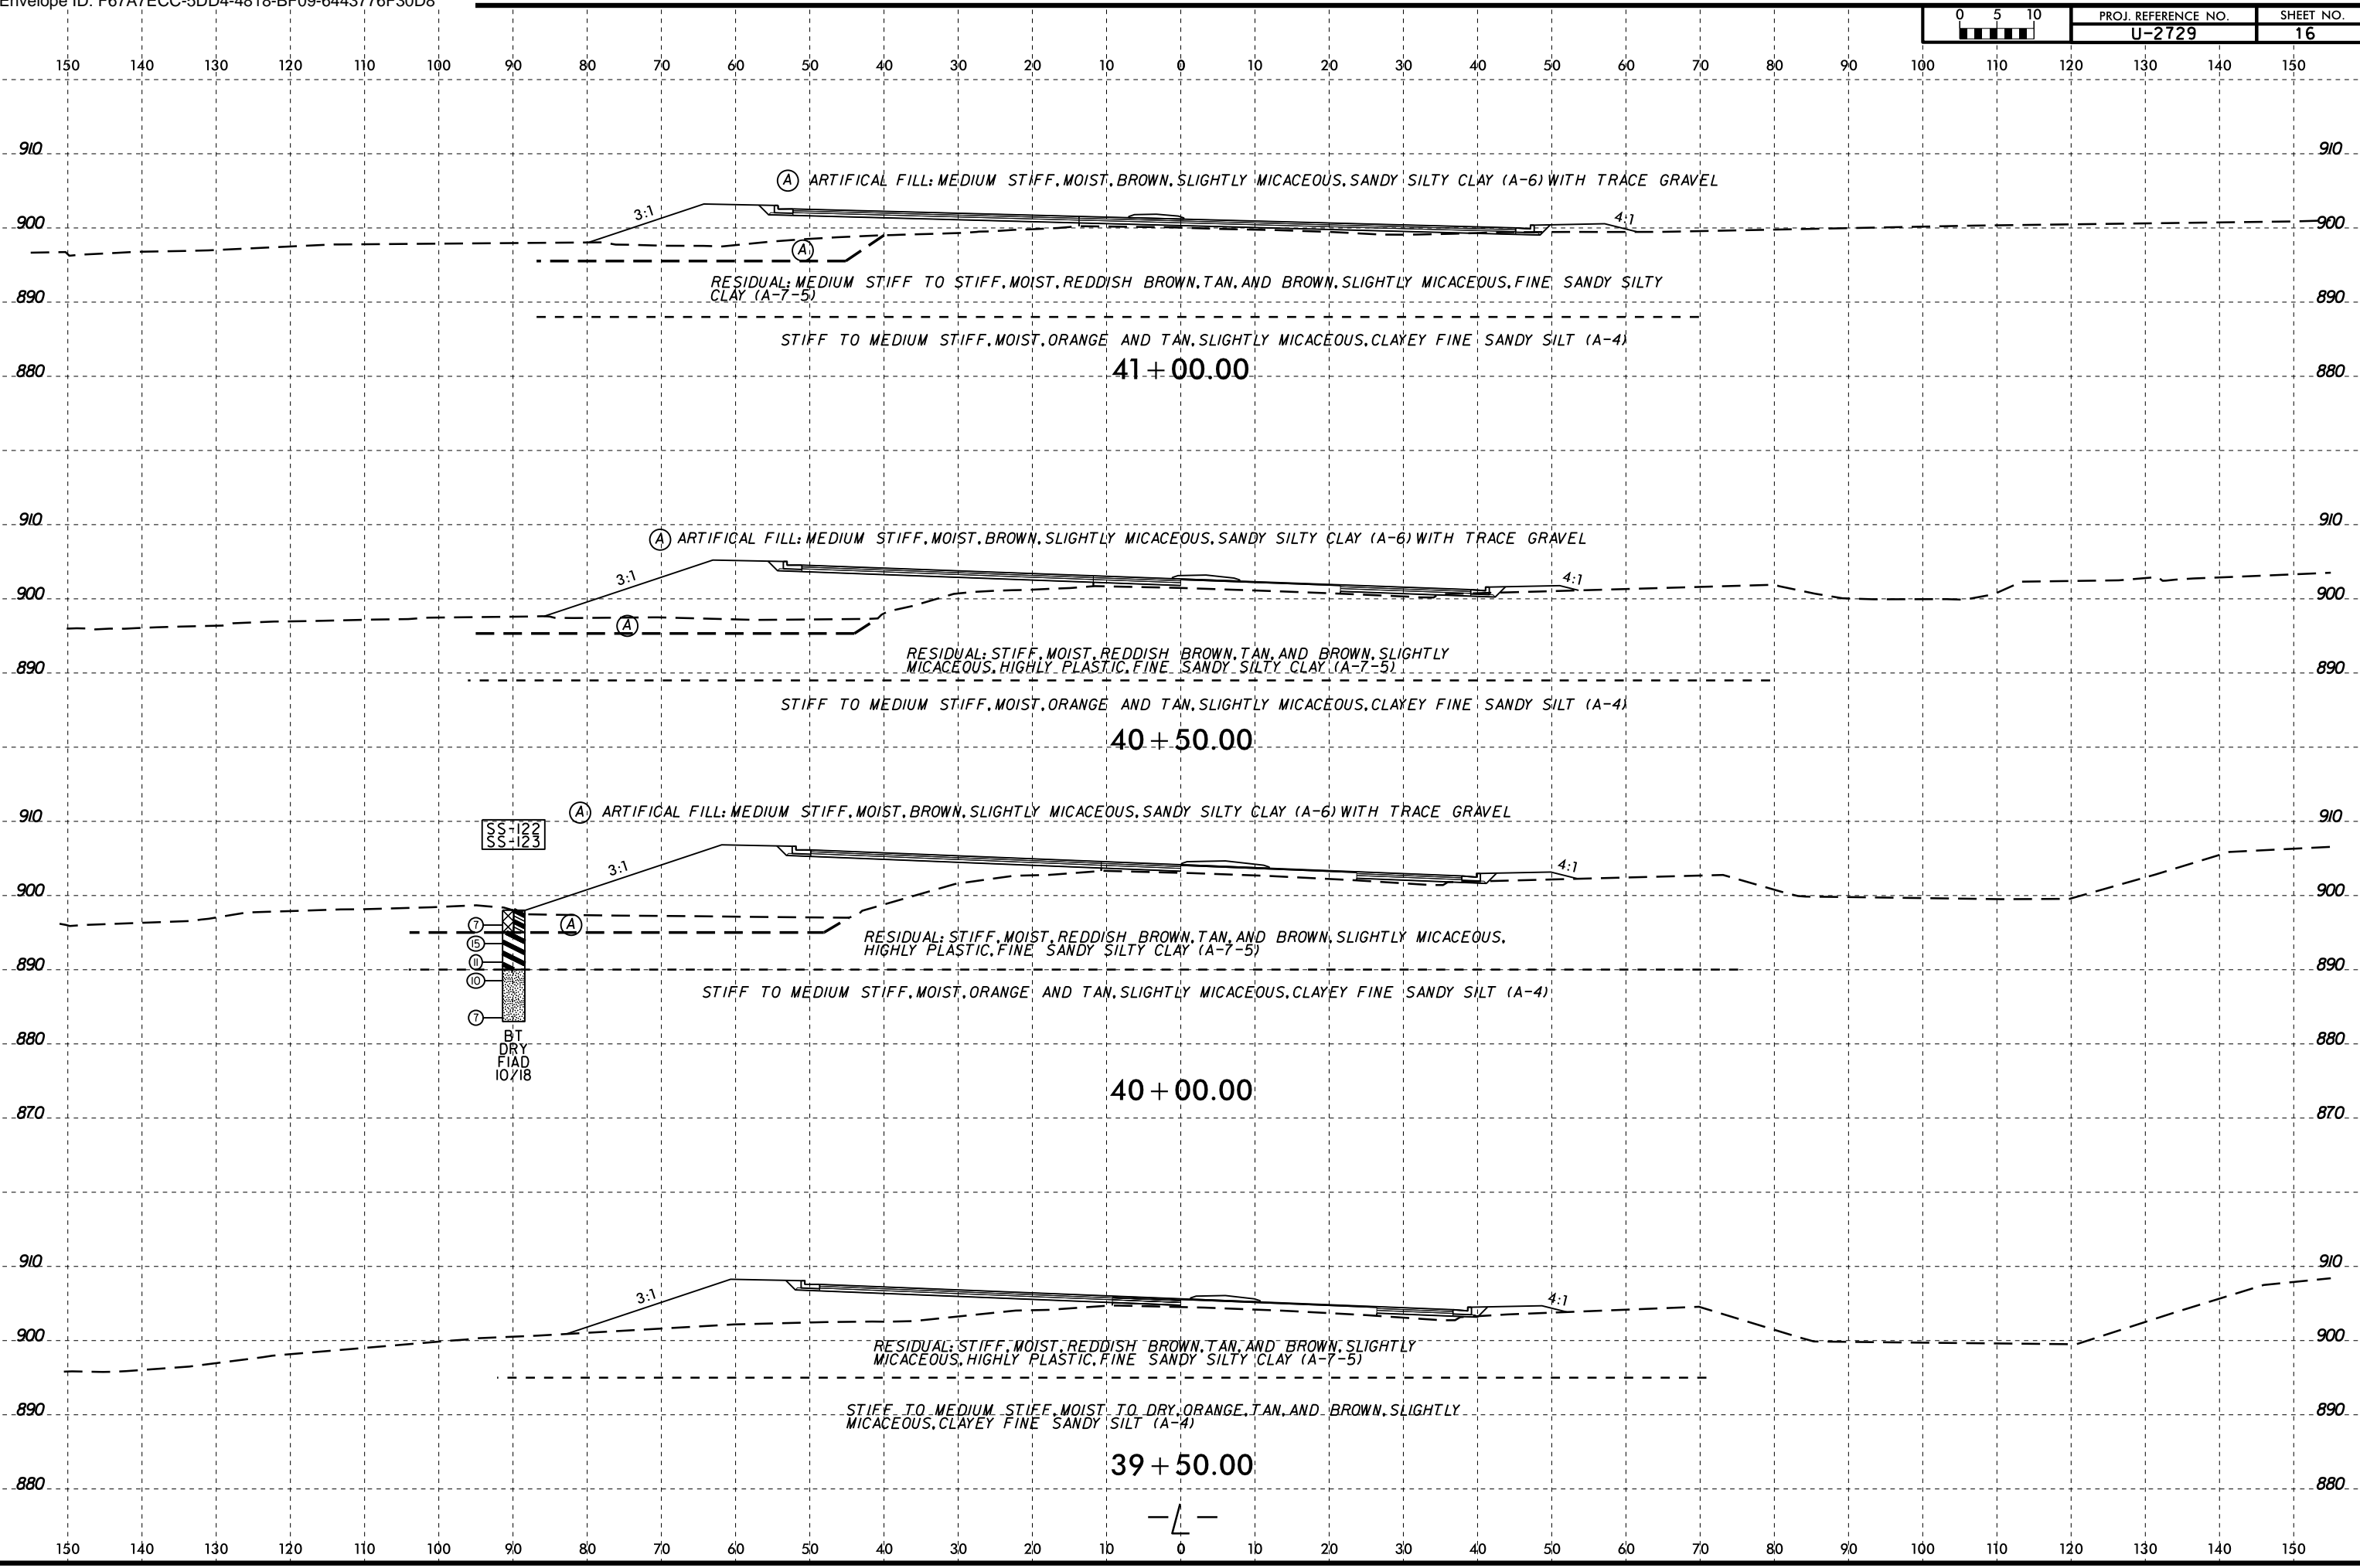 Envelope ID: F67A7ECC-5DD4-4818-BF09-6443776F30D8
0 5 10
PROJ. REFERENCE NO. SHEET NO.
U-2729 16
150 140 130 120 110 100 90 80 70 60 50 40 30 20 10 0 10 20 30 40 50 60 70 80 90 100 110 120 130 140 150
910 910
A ARTIFICAL FILL: MEDIUM STIFF, MOIST, BROWN, SLIGHTLY MICACEOUS, SANDY SILTY CLAY (A-6) WITH TRACE GRAVEL
3:1 4:1
900 900
A
RESIDUAL: MEDIUM STIFF TO STIFF, MOIST, REDDISH BROWN, TAN, AND BROWN, SLIGHTLY MICACEOUS, FINE SANDY SILTY
CLAY (A-7-5)
890 890
STIFF TO MEDIUM STIFF, MOIST, ORANGE AND TAN, SLIGHTLY MICACEOUS, CLAYEY FINE SANDY SILT (A-4)
41+00.00
880 880
910 910
A ARTIFICAL FILL: MEDIUM STIFF, MOIST, BROWN, SLIGHTLY MICACEOUS, SANDY SILTY CLAY (A-6) WITH TRACE GRAVEL
3:1 4:1
900 900
A
RESIDUAL: STIFF, MOIST, REDDISH BROWN, TAN, AND BROWN, SLIGHTLY
MICACEOUS, HIGHLY PLASTIC, FINE SANDY SILTY CLAY (A-7-5)
890 890
STIFF TO MEDIUM STIFF, MOIST, ORANGE AND TAN, SLIGHTLY MICACEOUS, CLAYEY FINE SANDY SILT (A-4)
40+50.00
A ARTIFICAL FILL: MEDIUM STIFF, MOIST, BROWN, SLIGHTLY MICACEOUS, SANDY SILTY CLAY (A-6) WITH TRACE GRAVEL
910 910
SS-122
SS-123
3:1 4:1
900 900
7 A
15
RESIDUAL: STIFF, MOIST, REDDISH BROWN, TAN, AND BROWN, SLIGHTLY MICACEOUS,
HIGHLY PLASTIC, FINE SANDY SILTY CLAY (A-7-5)
11
890 890
10
STIFF TO MEDIUM STIFF, MOIST, ORANGE AND TAN, SLIGHTLY MICACEOUS, CLAYEY FINE SANDY SILT (A-4)
7
BT
DRY
FIAD
10/18
880 880
40+00.00
870 870
910 910
3:1 4:1
900 900
RESIDUAL: STIFF, MOIST, REDDISH BROWN, TAN, AND BROWN, SLIGHTLY
MICACEOUS, HIGHLY PLASTIC, FINE SANDY SILTY CLAY (A-7-5)
890 890
STIFF TO MEDIUM STIFF, MOIST TO DRY, ORANGE, TAN, AND BROWN, SLIGHTLY
MICACEOUS, CLAYEY FINE SANDY SILT (A-4)
39+50.00
880 880
-L-
150 140 130 120 110 100 90 80 70 60 50 40 30 20 10 0 10 20 30 40 50 60 70 80 90 100 110 120 130 140 150